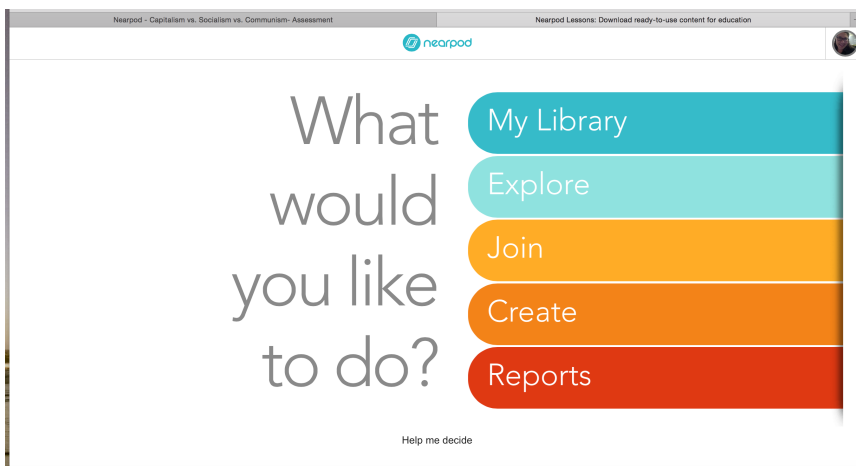 Nearpod - Capitalism vs. Socialism vs. Communism- Assessment
Nearpod Lessons: Download ready-to-use content for education
nearpod
What
would
you like
to do?
My Library
Explore
Join
Create
Reports
Help me decide